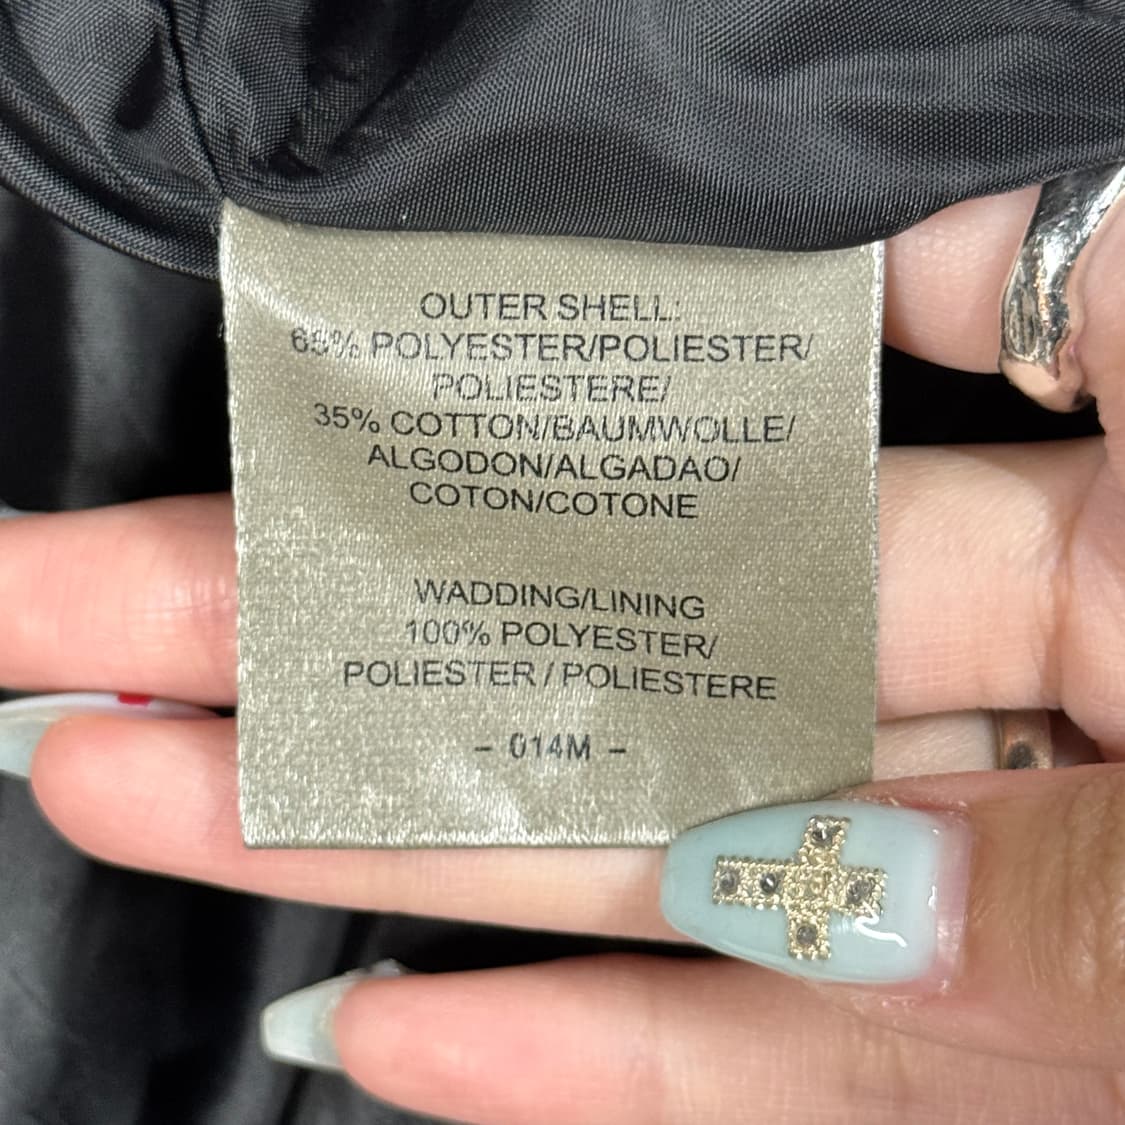 OUTER SHELL:
65% POLYESTER/POLIESTER/
POLIESTERE/
35% COTTON/BAUMWOLLE/
ALGODON/ALGADAO/
COTON/COTONE
WADDING/LINING
100% POLYESTER/
POLIESTER / POLIESTERE
- 014M -